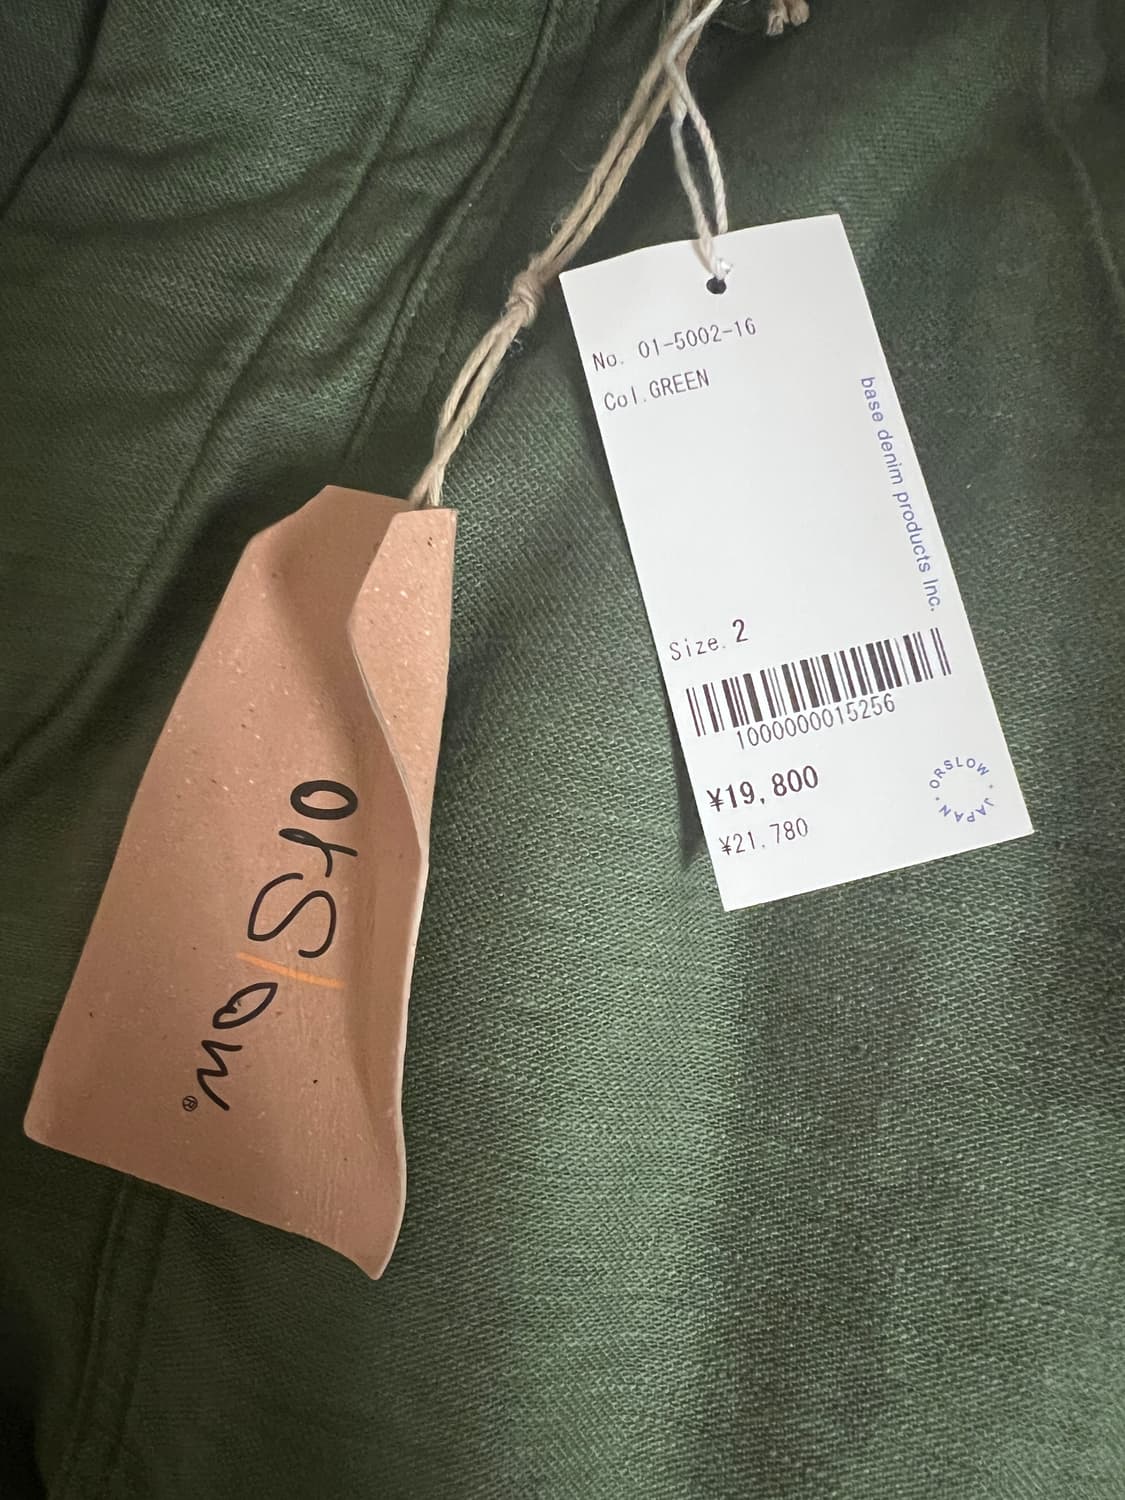 No. 01-5002-16
Col.GREEN
base denim products Inc.
Size.2
1000000015256
¥19,800
¥21,780
ORSLOW・JAPAN・
orSlow®